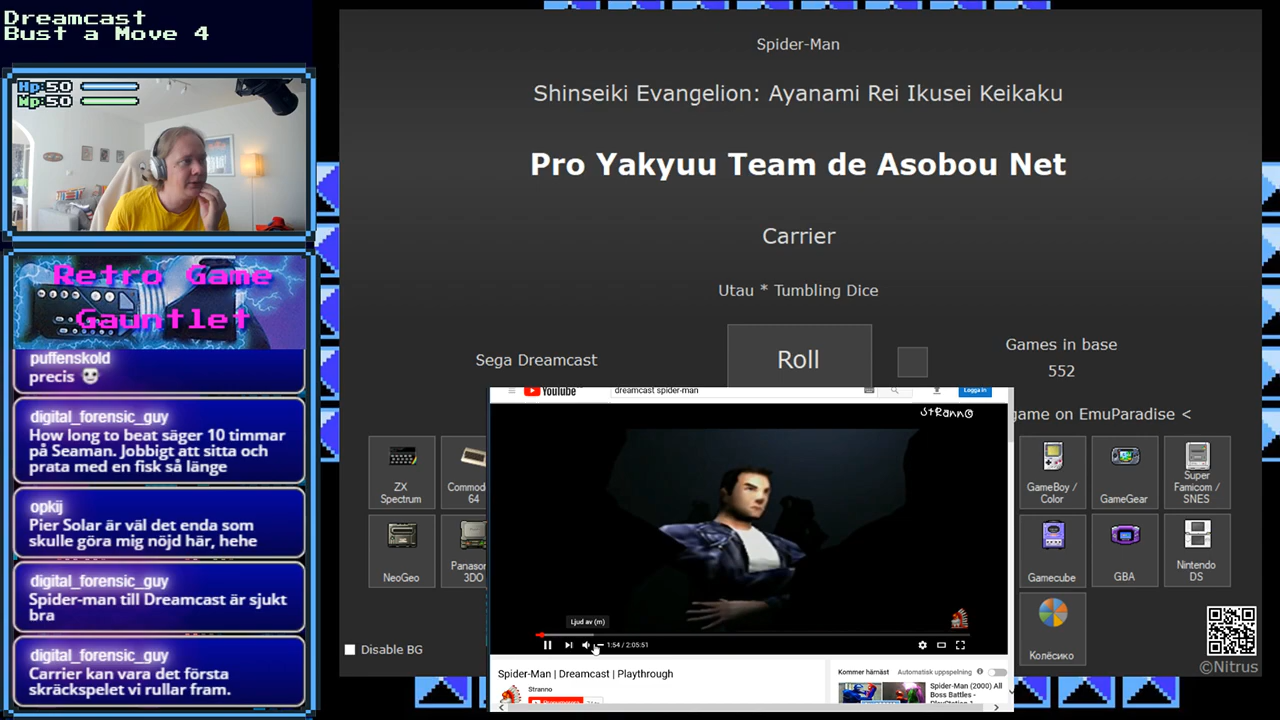 Dreamcast
Bust a Move 4
Hp:50
Mp:50
Retro Game
Gauntlet
puffenskold
precis
digital_forensic_guy
How long to beat säger 10 timmar
på Seaman. Jobbigt att sitta och
prata med en fisk så länge
opkij
Pier Solar är väl det enda som
skulle göra mig nöjd här, hehe
digital_forensic_guy
Spider-man till Dreamcast är sjukt
bra
digital_forensic_guy
Carrier kan vara det första
skräckspelet vi rullar fram.
Spider-Man
Shinseiki Evangelion: Ayanami Rei Ikusei Keikaku
Pro Yakyuu Team de Asobou Net
Carrier
Utau * Tumbling Dice
Sega Dreamcast
Roll
Games in base
552
game on EmuParadise <
ZX
Spectrum
64
NeoGeo
3DO
GameBoy /
Color
GameGear
Super
Famicom /
SNES
Gamecube
GBA
Nintendo
DS
Колёсико
Disable BG
©Nitrus
YouTube
dreamcast spider-man
Logga in
Stranno
Ljud av (m)
1:54 / 2:05:51
Spider-Man | Dreamcast | Playthrough
Stranno
Kommer härnäst
Automatisk uppspelning
Spider-Man (2000) All
Boss Battles -